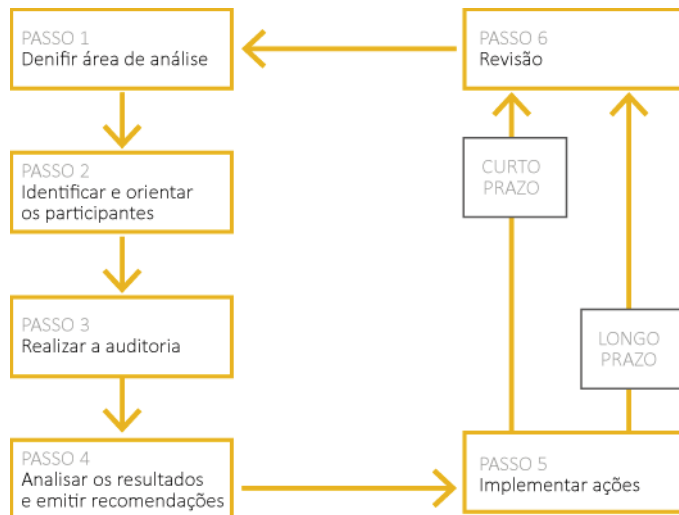 PASSO 1
Denifir área de análise
PASSO 2
Identificar e orientar
os participantes
PASSO 3
Realizar a auditoria
PASSO 4
Analisar os resultados
e emitir recomendações
PASSO 5
Implementar ações
CURTO
PRAZO
LONGO
PRAZO
PASSO 6
Revisão